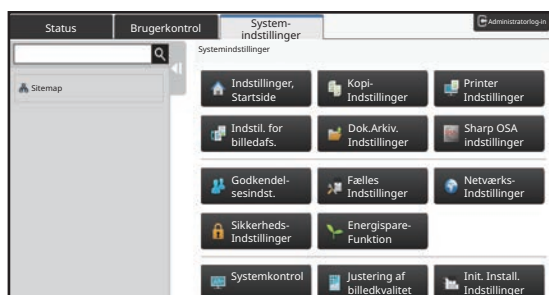 Status
Brugerkontrol
System-
indstillinger
Administratorlog-in
Systemindstillinger
Sitemap
Indstillinger,
Startside
Kopi-
Indstillinger
Printer
Indstillinger
Indstil. for
billedafs.
Dok.Arkiv.
Indstillinger
Sharp OSA
indstillinger
Godkendel-
sesindst.
Fælles
Indstillinger
Netværks-
Indstillinger
Sikkerheds-
Indstillinger
Energispare-
Funktion
Systemkontrol
Justering af
billedkvalitet
Init. Install.
Indstillinger